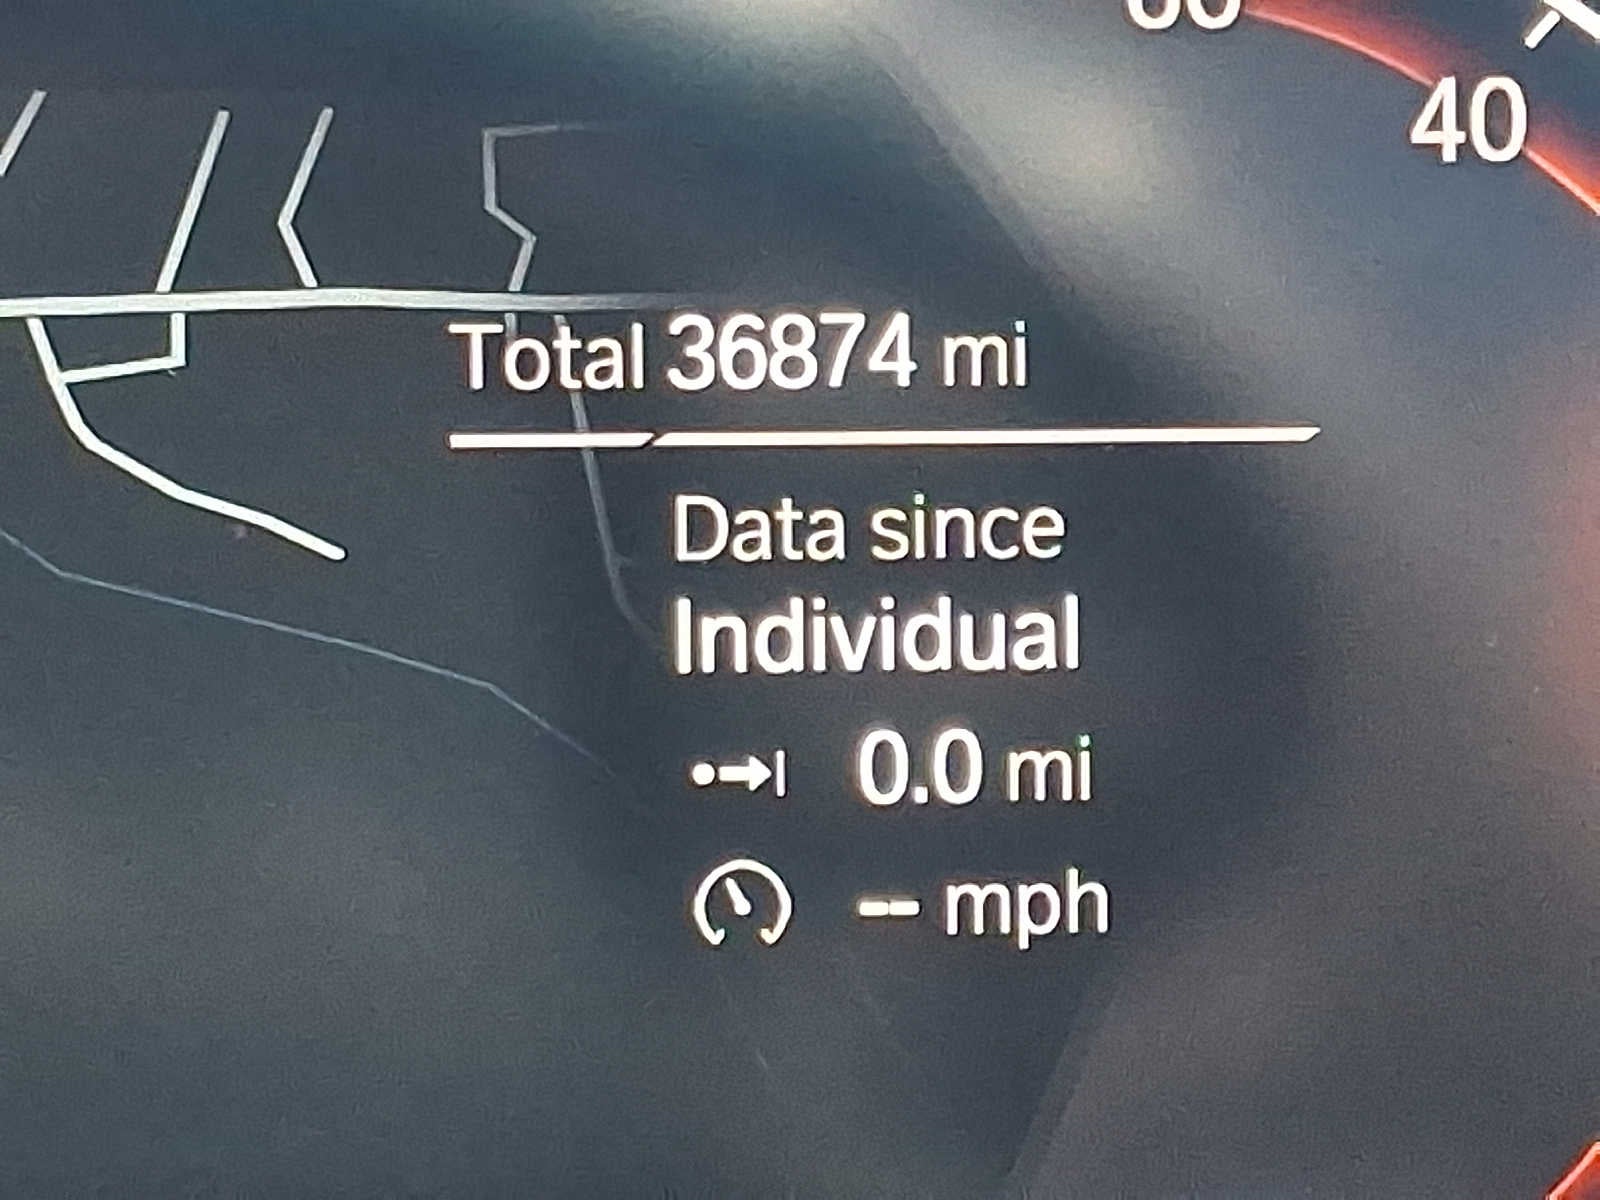 40
Total 36874 mi
Data since
Individual
0.0 mi
-- mph